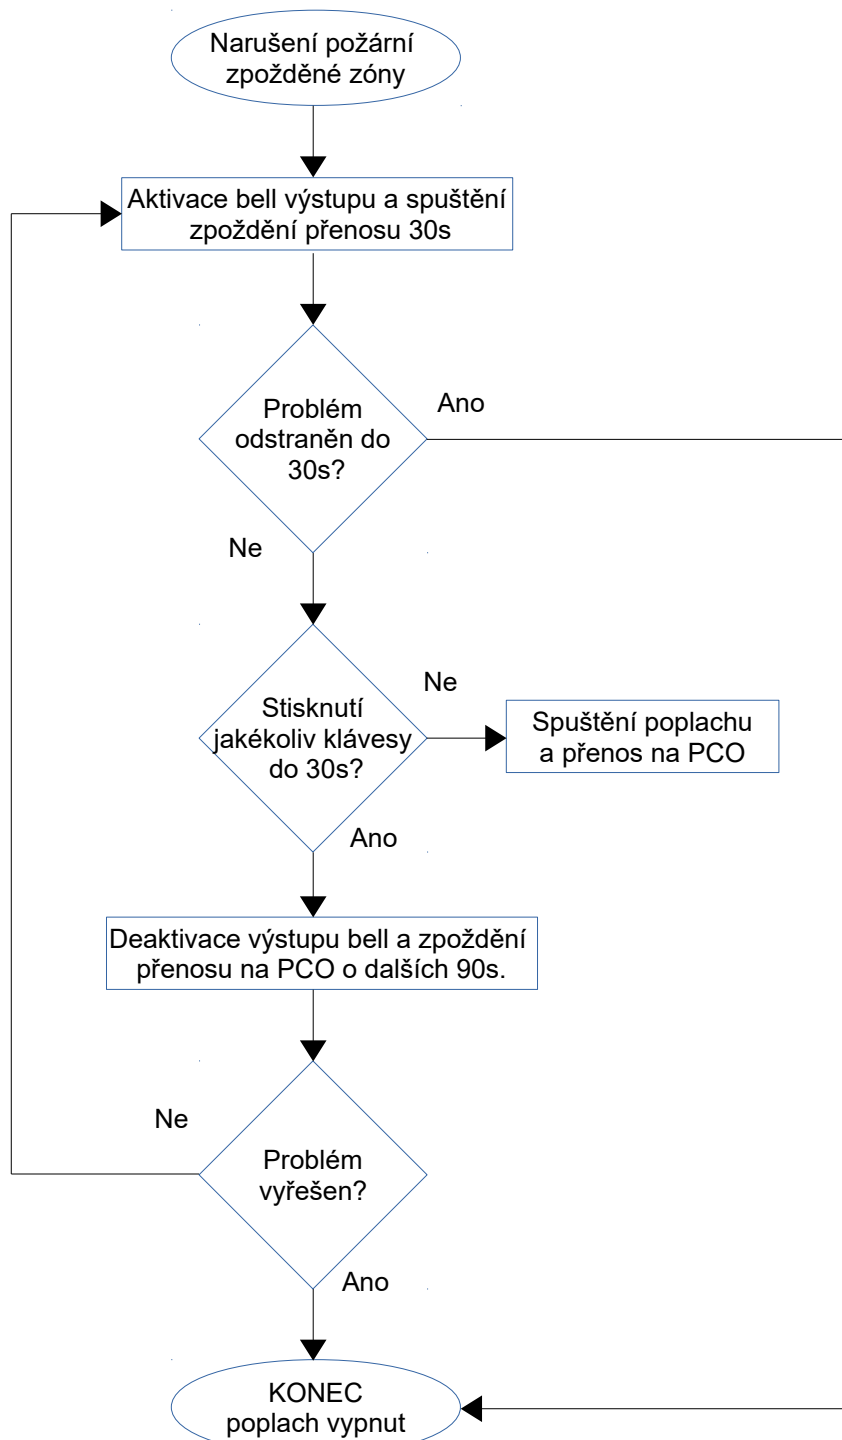 Narušení požární
zpožděné zóny
Aktivace bell výstupu a spuštění
zpoždění přenosu 30s
Problém
odstraněn do
30s?
Ano
Ne
Stisknutí
jakékoliv klávesy
do 30s?
Ne
Spuštění poplachu
a přenos na PCO
Ano
Deaktivace výstupu bell a zpoždění
přenosu na PCO o dalších 90s.
Ne
Problém
vyřešen?
Ano
KONEC
poplach vypnut